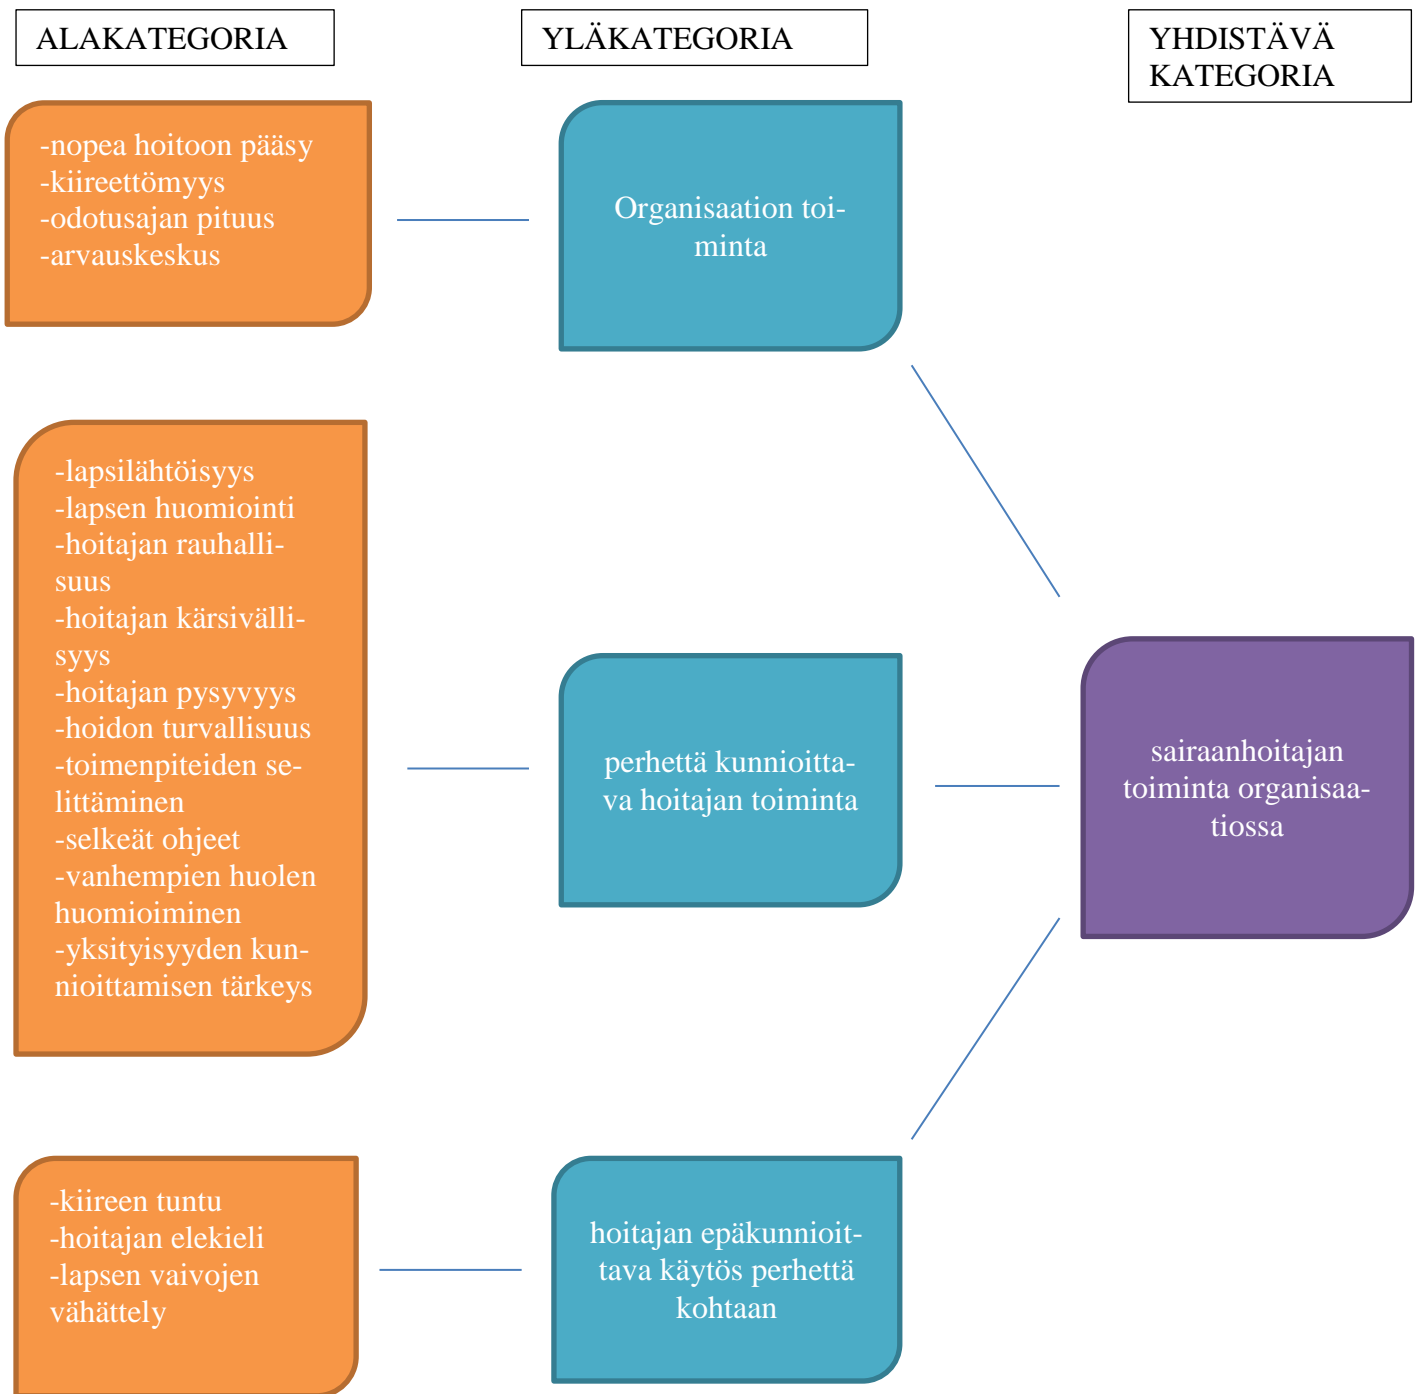 ALAKATEGORIA
YLÄKATEGORIA
YHDISTÄVÄ
KATEGORIA
-nopea hoitoon pääsy
-kiireettömyys
-odotusajan pituus
-arvauskeskus
Organisaation toi-
minta
-lapsilähtöisyys
-lapsen huomiointi
-hoitajan rauhalli-
suus
-hoitajan kärsivälli-
syys
-hoitajan pysyvyys
-hoidon turvallisuus
-toimenpiteiden se-
littäminen
-selkeät ohjeet
-vanhempien huolen
huomioiminen
-yksityisyyden kun-
nioittamisen tärkeys
perhettä kunnioitta-
va hoitajan toiminta
sairaanhoitajan
toiminta organisaa-
tiossa
-kiireen tuntu
-hoitajan elekieli
-lapsen vaivojen
vähättely
hoitajan epäkunnioit-
tava käytös perhettä
kohtaan